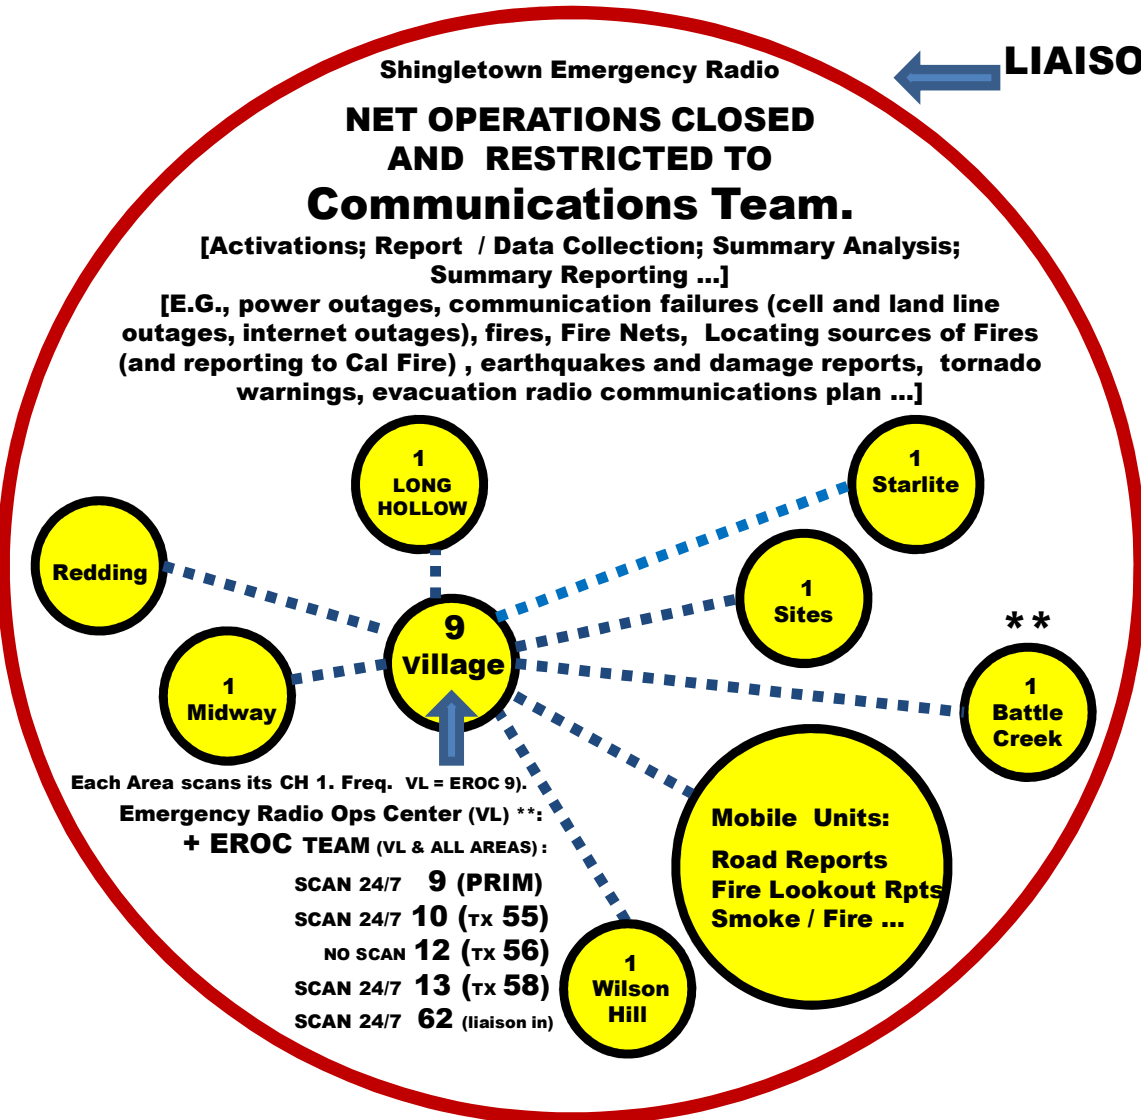 Shingletown Emergency Radio
LIAISO
NET OPERATIONS CLOSED
AND RESTRICTED TO
Communications Team.
[Activations; Report / Data Collection; Summary Analysis;
Summary Reporting ...]
[E.G., power outages, communication failures (cell and land line
outages, internet outages), fires, Fire Nets, Locating sources of Fires
(and reporting to Cal Fire) , earthquakes and damage reports, tornado
warnings, evacuation radio communications plan ...]
1
LONG
HOLLOW
1
Starlite
Redding
1
Sites
9
Village
**
1
Midway
1
Battle
Creek
Each Area scans its CH 1. Freq. VL = EROC 9).
Emergency Radio Ops Center (VL) **:
+ EROC TEAM (VL & ALL AREAS) :
SCAN 24/7 9 (PRIM)
SCAN 24/7 10 (TX 55)
NO SCAN 12 (TX 56)
SCAN 24/7 13 (TX 58)
SCAN 24/7 62 (liaison in)
Mobile Units:
Road Reports
Fire Lookout Rpts
Smoke / Fire ...
1
Wilson
Hill